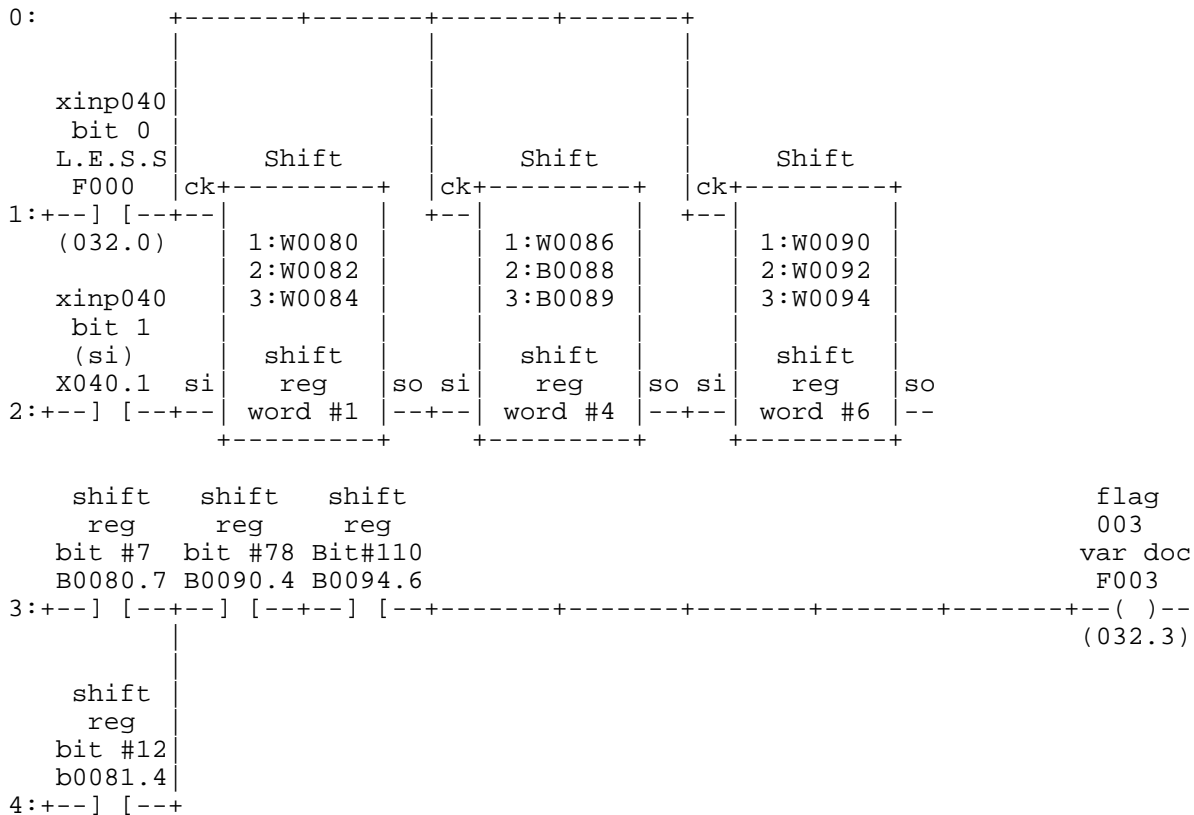 0:         +-------+-------+-------+-------+
           |               |               |
           |               |               |
           |               |               |
   xinp040|               |               |
    bit 0 |               |               |
   L.E.S.S|     Shift     |     Shift     |     Shift
    F000   |ck+---------+  |ck+---------+  |ck+---------+
1:+--] [--+--|         |  +--|         |  +--|         |
   (032.0)   | 1:W0080 |     | 1:W0086 |     | 1:W0090 |
             | 2:W0082 |     | 2:B0088 |     | 2:W0092 |
   xinp040   | 3:W0084 |     | 3:B0089 |     | 3:W0094 |
    bit 1    |         |     |         |     |         |
    (si)     |  shift  |     |  shift  |     |  shift  |
   X040.1  si|   reg   |so si|   reg   |so si|   reg   |so
2:+--] [--+--| word #1 |--+--| word #4 |--+--| word #6 |--
             +---------+     +---------+     +---------+
    shift   shift   shift                                           flag
     reg     reg     reg                                            003
   bit #7  bit #78 Bit#110                                         var doc
   B0080.7 B0090.4 B0094.6                                          F003
3:+--] [--+--] [--+--] [--+-------+-------+-------+-------+-------+--( )--
          |                                                        (032.3)
          |
    shift |
     reg  |
   bit #12|
   b0081.4|
4:+--] [--+